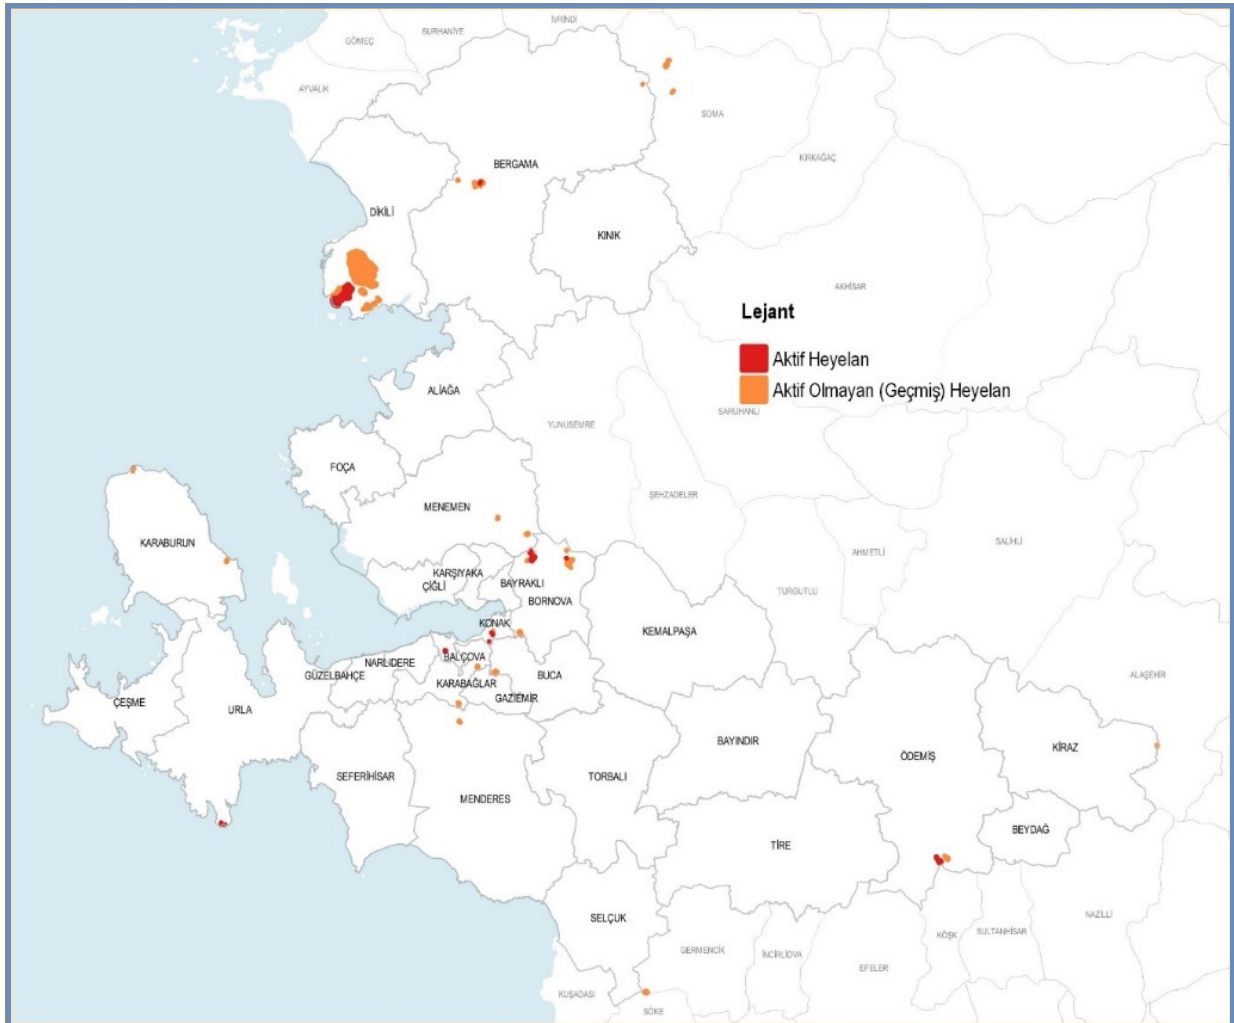 İVRİNDİ
BURHANİYE
GÖMEÇ
AYVALIK
SOMA
KIRKAĞAÇ
BERGAMA
DİKİLİ
KINIK
AKHİSAR
Lejant
Aktif Heyelan
Aktif Olmayan (Geçmiş) Heyelan
SARUHANLI
ALİAĞA
YUNUSEMRE
FOÇA
ŞEHZADELER
MENEMEN
KARABURUN
SALİHLİ
AHMETLİ
KARŞIYAKA
ÇİĞLİ
BAYRAKLI
BORNOVA
TURGUTLU
KONAK
KEMALPAŞA
BALÇOVA
NARLIDERE
GÜZELBAHÇE
BUCA
KARABAĞLAR
GAZİEMİR
ALAŞEHİR
ÇEŞME
URLA
BAYINDIR
ÖDEMİŞ
KİRAZ
SEFERİHİSAR
TORBALI
MENDERES
BEYDAĞ
TİRE
SELÇUK
NAZİLLİ
KÖŞK
SULTANHİSAR
GERMENCİK
İNCİRLİOVA
EFELER
KUŞADASI
SÖKE